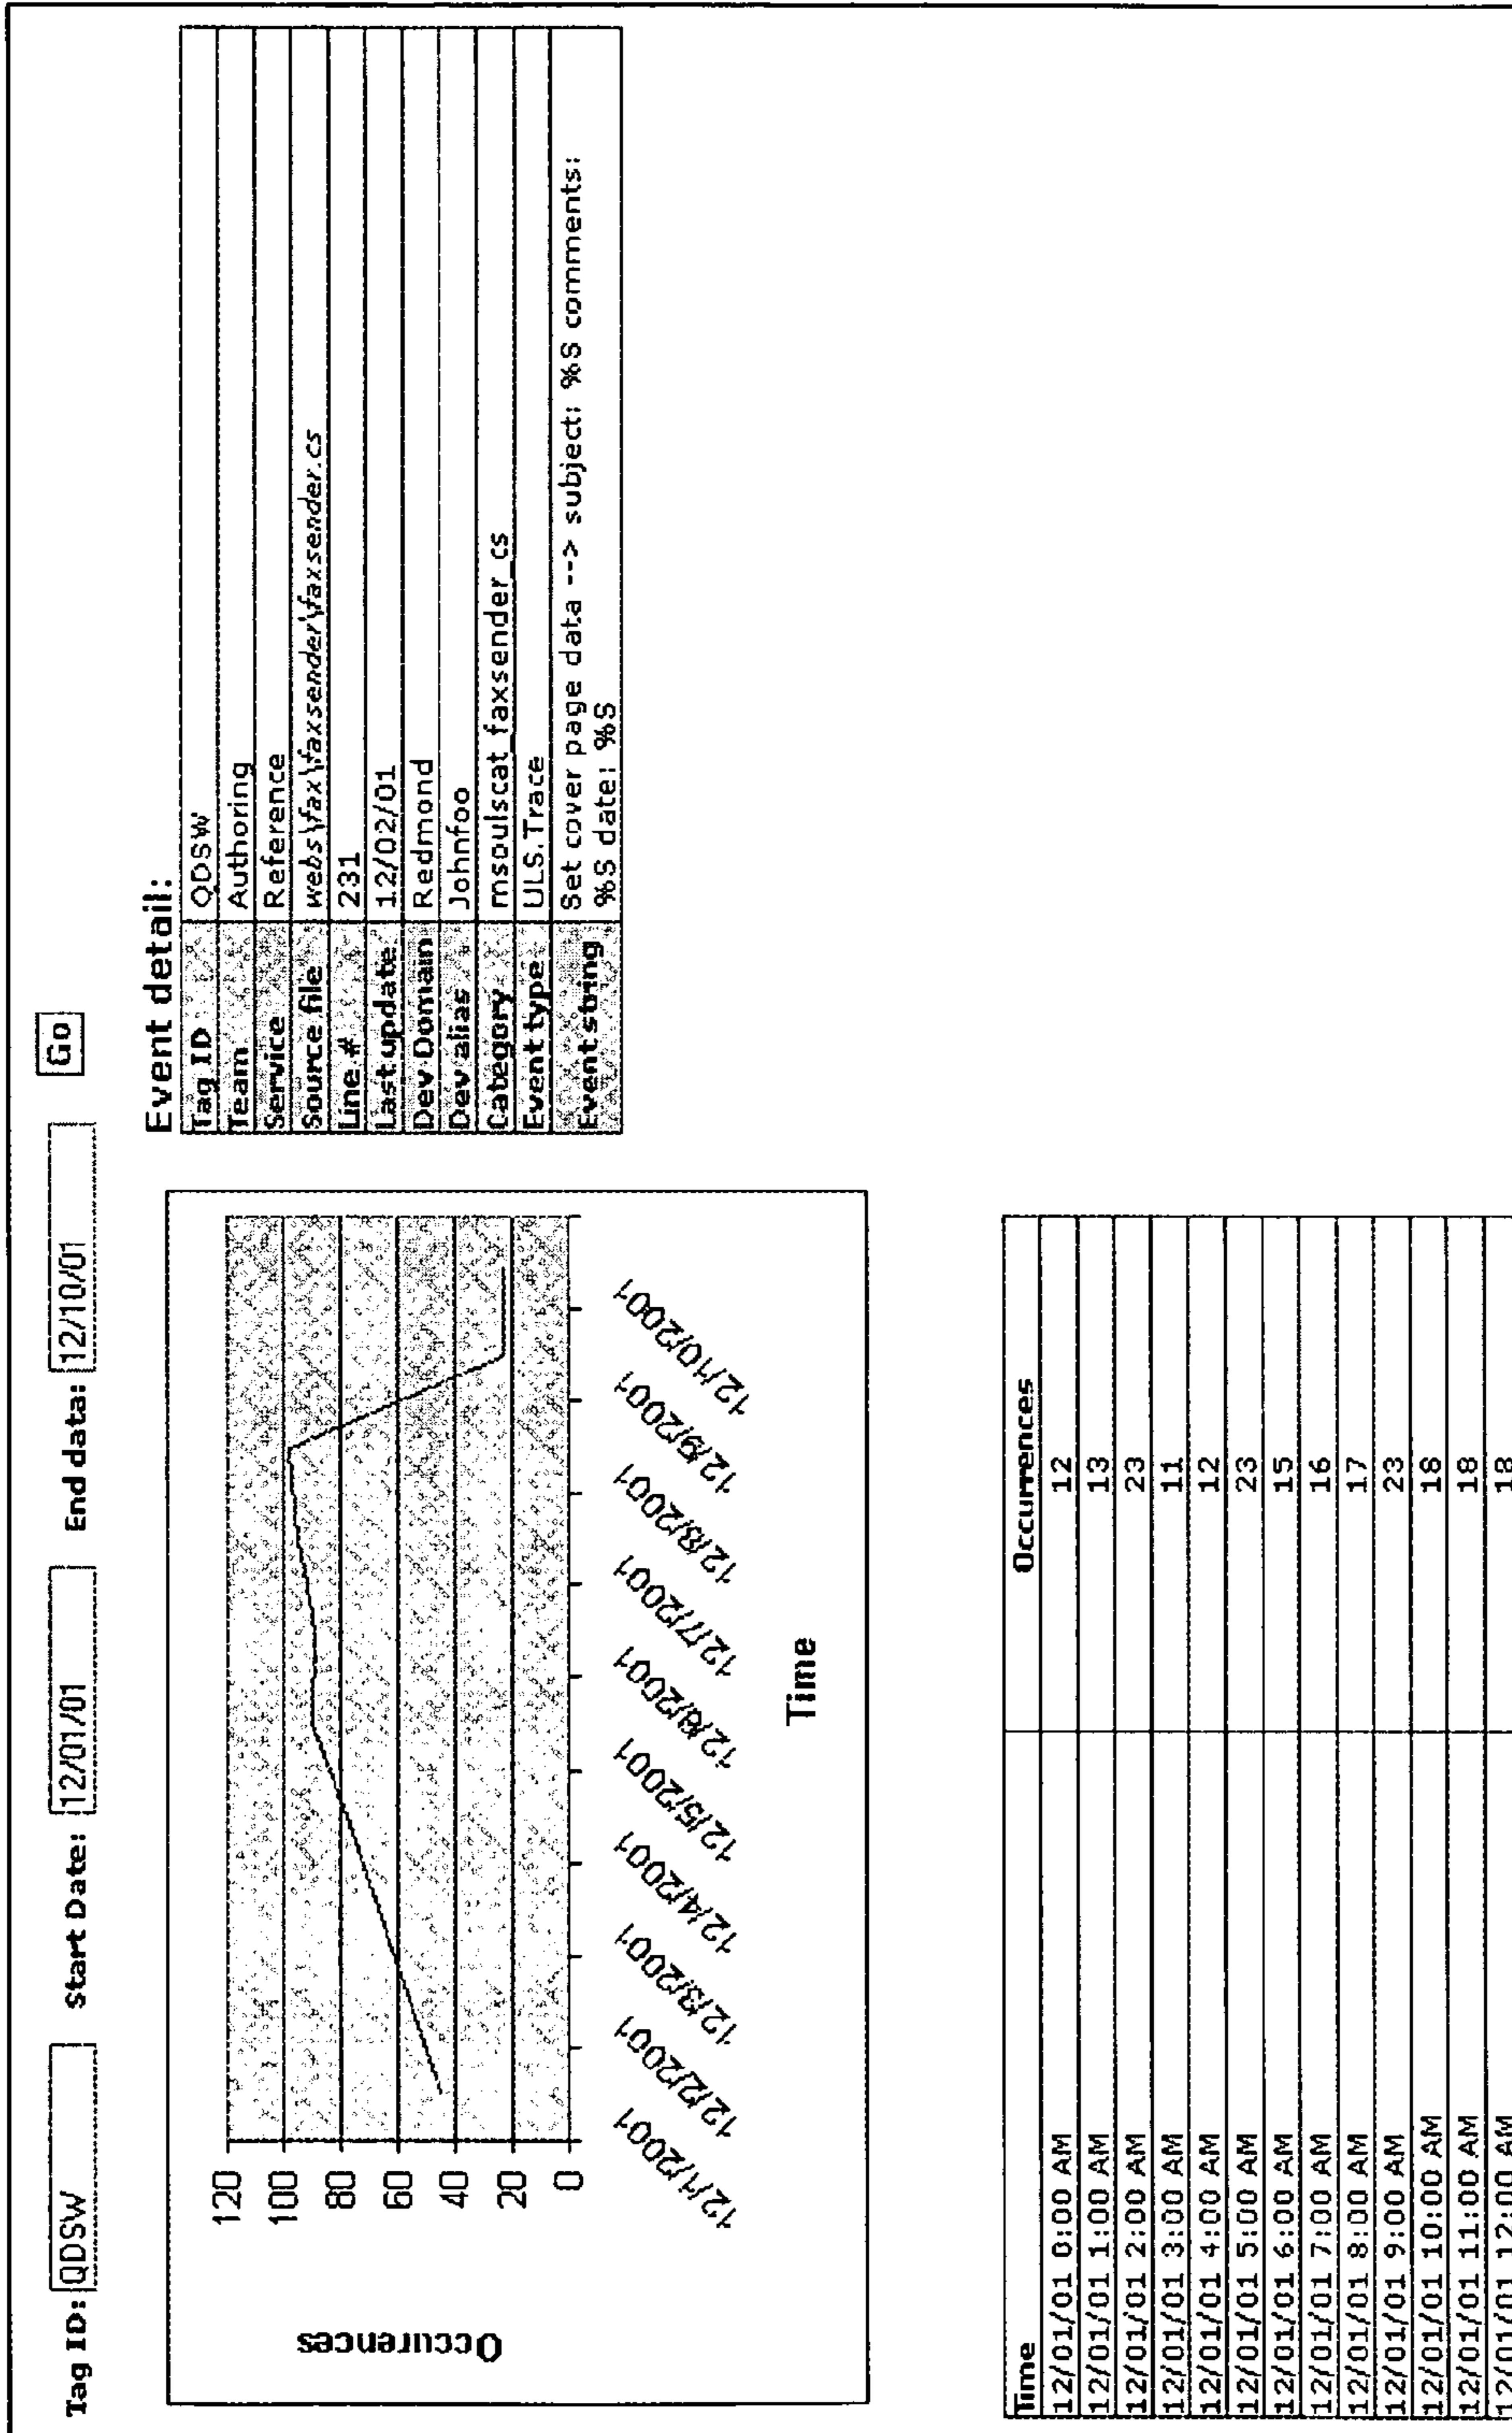 Tag ID: QDSW Start Date: 12/01/01 End data: 12/10/01 Go
Event detail:
Tag ID QDSW
Team Authoring
Service Reference
Source file webs\fax\faxsender\faxsender.cs
Line # 231
Last update 12/02/01
Dev Domain Redmond
Dev alias Johnfoo
Category msoulscat_faxsender_cs
Event type ULS.Trace
Event string Set cover page data --> subject: %S comments:
%S date: %S
Occurences
120
100
80
60
40
20
0
12/1/2001
12/2/2001
12/3/2001
12/4/2001
12/5/2001
12/6/2001
12/7/2001
12/8/2001
12/9/2001
12/10/2001
Time
Time Occurrences
12/01/01 0:00 AM 12
12/01/01 1:00 AM 13
12/01/01 2:00 AM 23
12/01/01 3:00 AM 11
12/01/01 4:00 AM 12
12/01/01 5:00 AM 23
12/01/01 6:00 AM 15
12/01/01 7:00 AM 16
12/01/01 8:00 AM 17
12/01/01 9:00 AM 23
12/01/01 10:00 AM 18
12/01/01 11:00 AM 18
12/01/01 12:00 AM 18